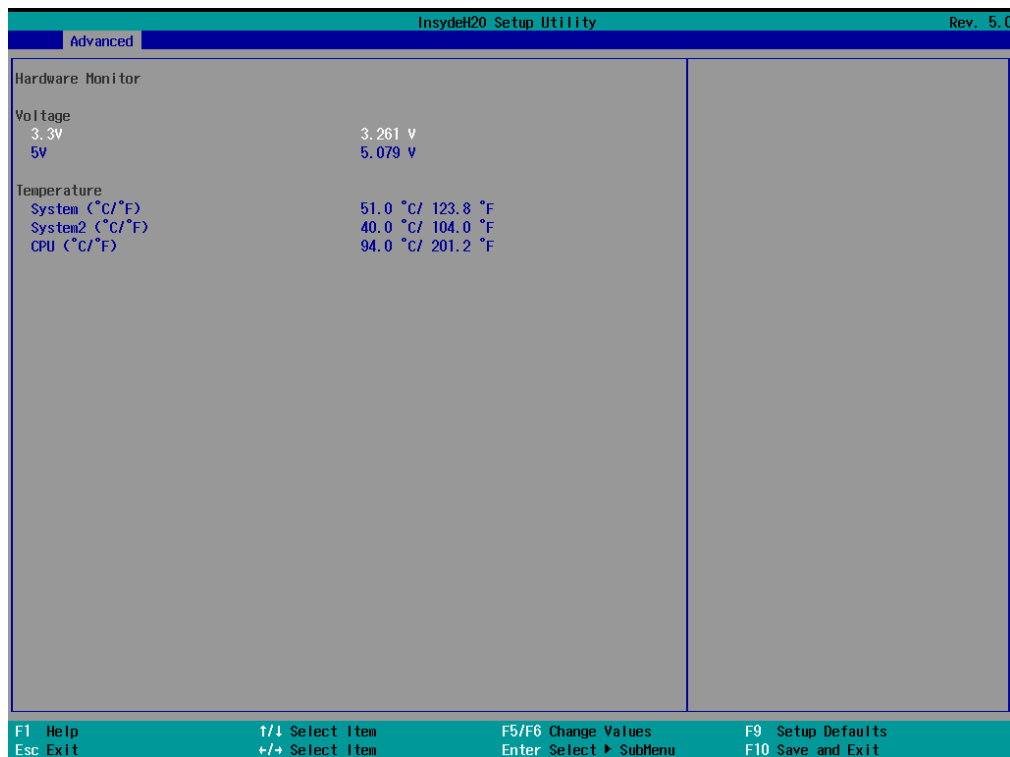 InsydeH20 Setup Utility Rev. 5.0
Advanced
Hardware Monitor
Voltage
3.3V 3.261 V
5V 5.079 V
Temperature
System (°C/°F) 51.0 °C/ 123.8 °F
System2 (°C/°F) 40.0 °C/ 104.0 °F
CPU (°C/°F) 94.0 °C/ 201.2 °F
F1 Help ↑/↓ Select Item F5/F6 Change Values F9 Setup Defaults
Esc Exit ←/→ Select Item Enter Select ▶ SubMenu F10 Save and Exit